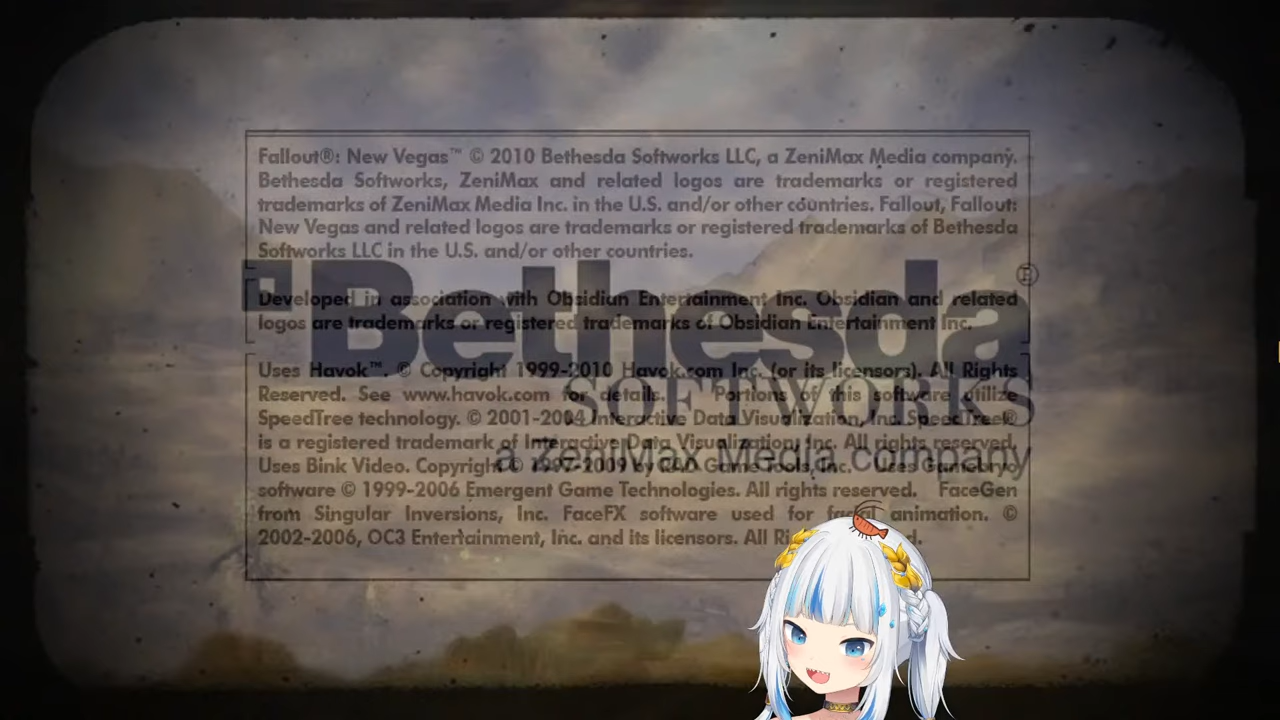 Fallout®: New Vegas™ © 2010 Bethesda Softworks LLC, a ZeniMax Media company.
Bethesda Softworks, ZeniMax and related logos are trademarks or registered
trademarks of ZeniMax Media Inc. in the U.S. and/or other countries. Fallout, Fallout:
New Vegas and related logos are trademarks or registered trademarks of Bethesda
Softworks LLC in the U.S. and/or other countries.
Bethesda®
Developed in association with Obsidian Entertainment Inc. Obsidian and related
logos are trademarks or registered trademarks of Obsidian Entertainment Inc.
Uses Havok™. © Copyright 1999-2010 Havok.com Inc. (or its licensors). All Rights
Reserved. See www.havok.com for details. Portions of this software utilize
SOFTWORKS
SpeedTree technology. © 2001-2004 Interactive Data Visualization, Inc. SpeedTree®
is a registered trademark of Interactive Data Visualization, Inc. All rights reserved.
a ZeniMax Media company
Uses Bink Video. Copyright © 1997-2009 by RAD Game Tools, Inc. Uses Gamebryo
software © 1999-2006 Emergent Game Technologies. All rights reserved. FaceGen
from Singular Inversions, Inc. FaceFX software used for facial animation. ©
2002-2006, OC3 Entertainment, Inc. and its licensors. All